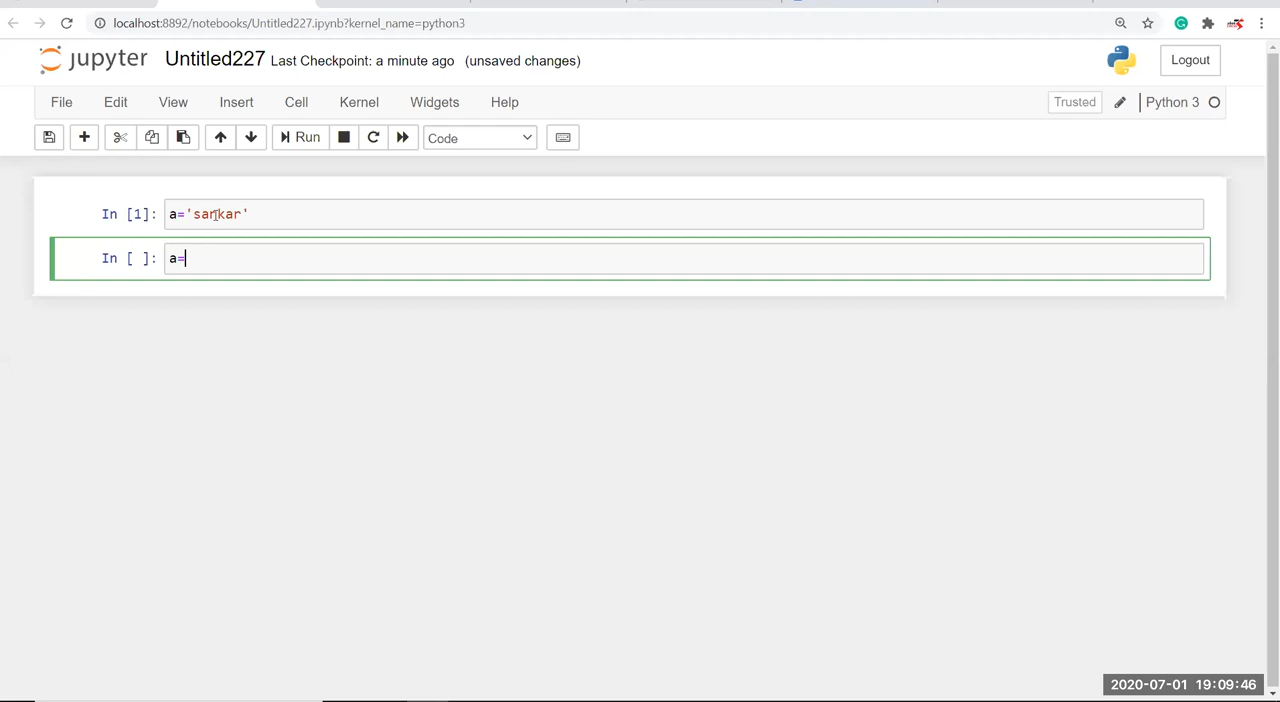 localhost:8892/notebooks/Untitled227.ipynb?kernel_name=python3
jupyter Untitled227 Last Checkpoint: a minute ago (unsaved changes)
Logout
File Edit View Insert Cell Kernel Widgets Help
Trusted Python 3
Run Code
In [1]: a='sarkar'
In [ ]: a=
2020-07-01 19:09:46